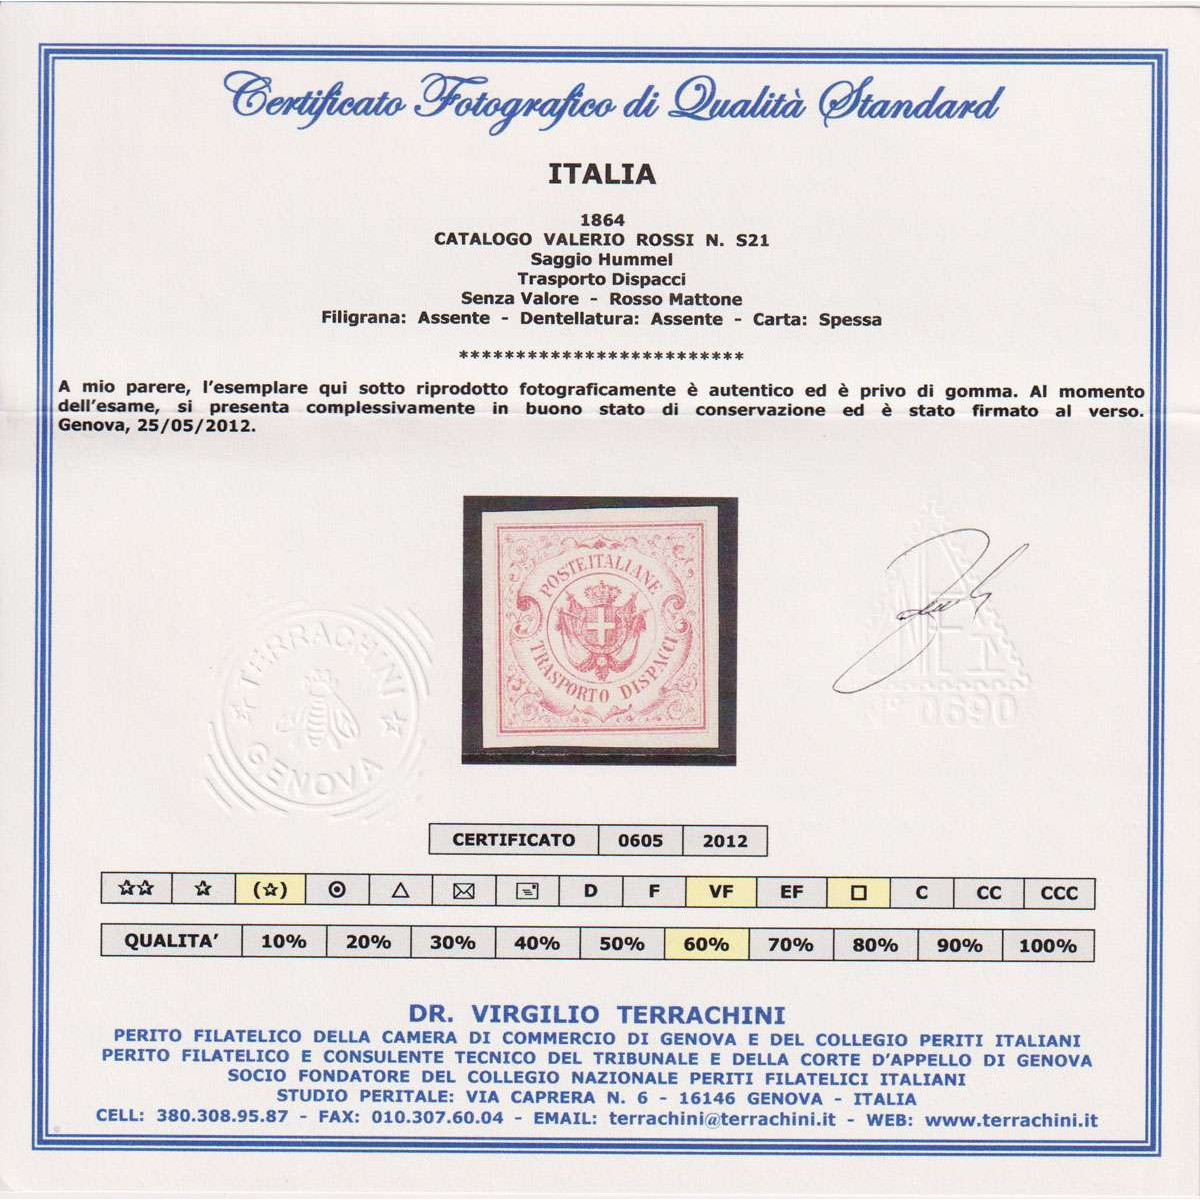 Certificato Fotografico di Qualità Standard
ITALIA
1864
CATALOGO VALERIO ROSSI N. S21
Saggio Hummel
Trasporto Dispacci
Senza Valore - Rosso Mattone
Filigrana: Assente - Dentellatura: Assente - Carta: Spessa
*************************
A mio parere, l'esemplare qui sotto riprodotto fotograficamente è autentico ed è privo di gomma. Al momento
dell'esame, si presenta complessivamente in buono stato di conservazione ed è stato firmato al verso.
Genova, 25/05/2012.
POSTE ITALIANE
TRASPORTO DISPACCI
TERRACHINI
GENOVA
N° 0690
CERTIFICATO 0605 2012
D F VF EF C CC CCC
QUALITA' 10% 20% 30% 40% 50% 60% 70% 80% 90% 100%
DR. VIRGILIO TERRACHINI
PERITO FILATELICO DELLA CAMERA DI COMMERCIO DI GENOVA E DEL COLLEGIO PERITI ITALIANI
PERITO FILATELICO E CONSULENTE TECNICO DEL TRIBUNALE E DELLA CORTE D'APPELLO DI GENOVA
SOCIO FONDATORE DEL COLLEGIO NAZIONALE PERITI FILATELICI ITALIANI
STUDIO PERITALE: VIA CAPRERA N. 6 - 16146 GENOVA - ITALIA
CELL: 380.308.95.87 - FAX: 010.307.60.04 - EMAIL: terrachini@terrachini.it - WEB: www.terrachini.it